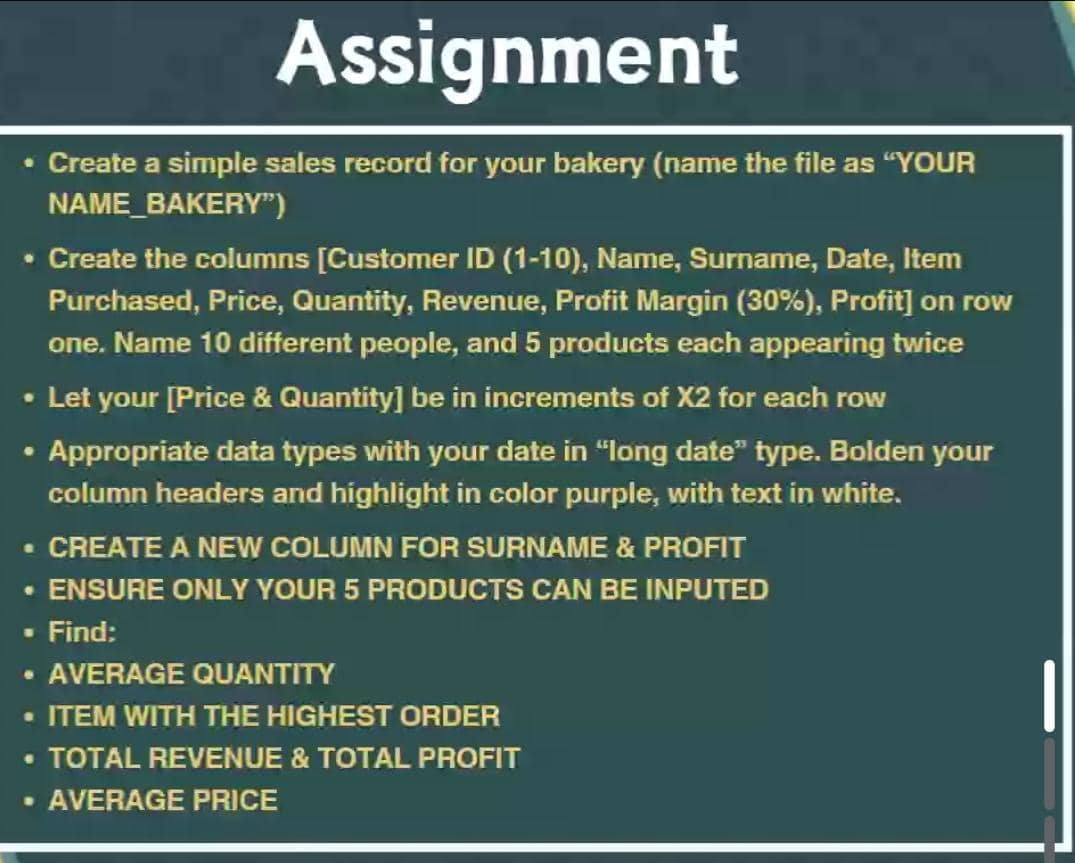 Assignment
• Create a simple sales record for your bakery (name the file as “YOUR
NAME_BAKERY”)
• Create the columns [Customer ID (1-10), Name, Surname, Date, Item
Purchased, Price, Quantity, Revenue, Profit Margin (30%), Profit] on row
one. Name 10 different people, and 5 products each appearing twice
• Let your [Price & Quantity] be in increments of X2 for each row
• Appropriate data types with your date in “long date” type. Bolden your
column headers and highlight in color purple, with text in white.
• CREATE A NEW COLUMN FOR SURNAME & PROFIT
• ENSURE ONLY YOUR 5 PRODUCTS CAN BE INPUTED
• Find:
• AVERAGE QUANTITY
• ITEM WITH THE HIGHEST ORDER
• TOTAL REVENUE & TOTAL PROFIT
• AVERAGE PRICE